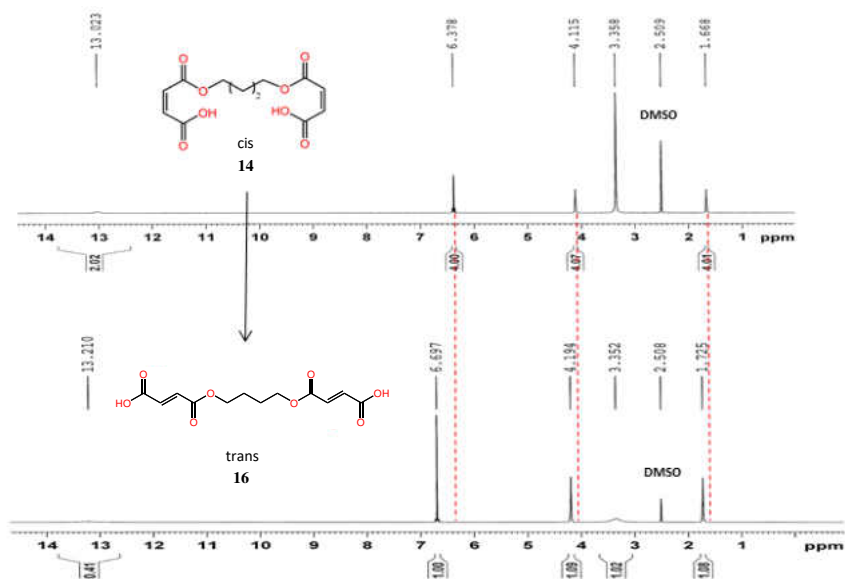 13.023
6.378
4.115
3.358
2.509
1.668
O
O
O
O
2
OH
HO
O
O
DMSO
cis
14
14 13 12 11 10 9 8 7 6 5 4 3 2 1 ppm
2.02
4.00
4.07
4.01
13.210
6.697
4.194
3.352
2.508
1.725
O
O
OH
HO
O
O
O
O
trans
16
DMSO
14 13 12 11 10 9 8 7 6 5 4 3 2 1 ppm
0.41
1.00
1.09
1.02
1.08